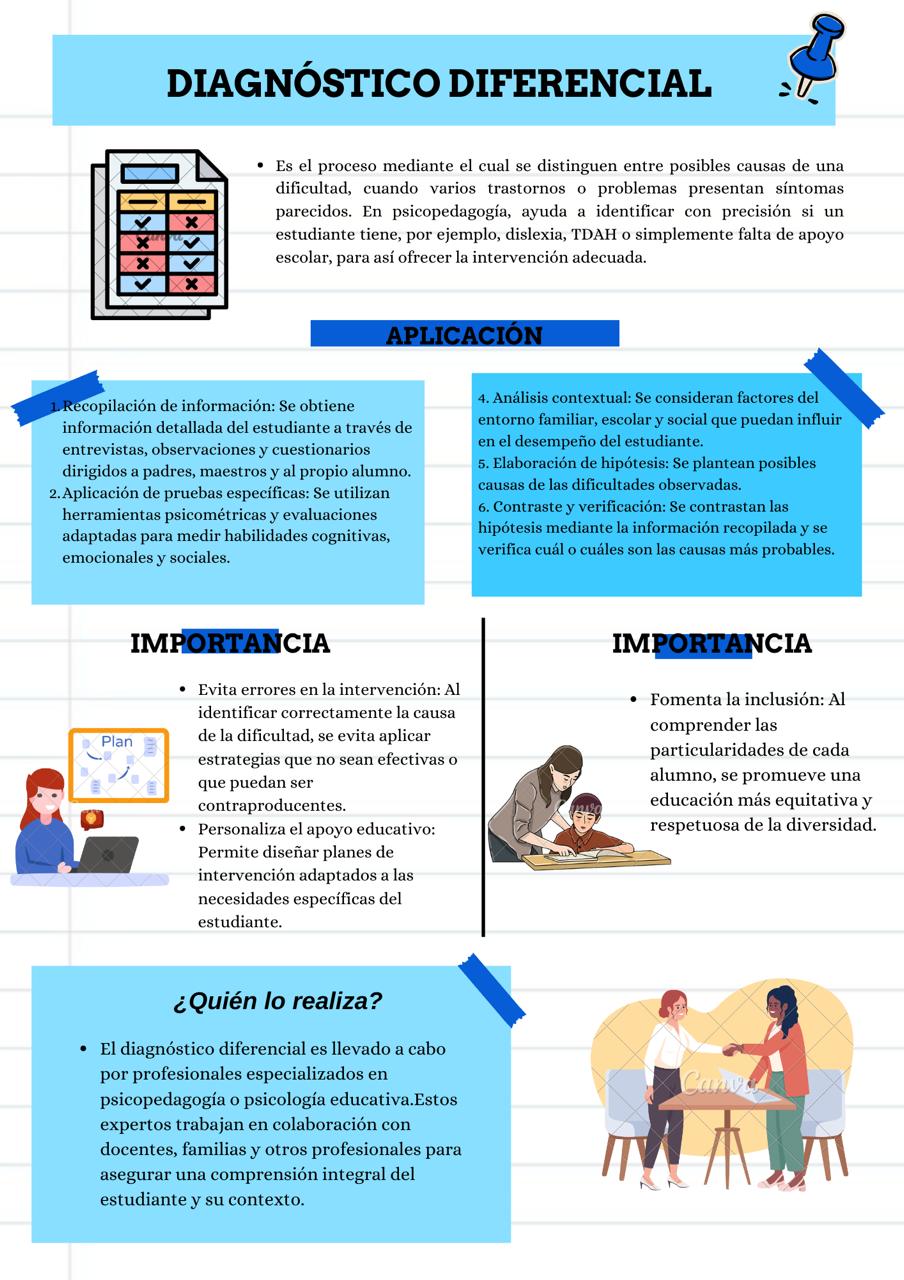 DIAGNÓSTICO DIFERENCIAL
• Es el proceso mediante el cual se distinguen entre posibles causas de una
dificultad, cuando varios trastornos o problemas presentan síntomas
parecidos. En psicopedagogía, ayuda a identificar con precisión si un
estudiante tiene, por ejemplo, dislexia, TDAH o simplemente falta de apoyo
escolar, para así ofrecer la intervención adecuada.
Canva
APLICACIÓN
1. Recopilación de información: Se obtiene
información detallada del estudiante a través de
entrevistas, observaciones y cuestionarios
dirigidos a padres, maestros y al propio alumno.
2. Aplicación de pruebas específicas: Se utilizan
herramientas psicométricas y evaluaciones
adaptadas para medir habilidades cognitivas,
emocionales y sociales.
4. Análisis contextual: Se consideran factores del
entorno familiar, escolar y social que puedan influir
en el desempeño del estudiante.
5. Elaboración de hipótesis: Se plantean posibles
causas de las dificultades observadas.
6. Contraste y verificación: Se contrastan las
hipótesis mediante la información recopilada y se
verifica cuál o cuáles son las causas más probables.
IMPORTANCIA
• Evita errores en la intervención: Al
identificar correctamente la causa
de la dificultad, se evita aplicar
estrategias que no sean efectivas o
que puedan ser
contraproducentes.
• Personaliza el apoyo educativo:
Permite diseñar planes de
intervención adaptados a las
necesidades específicas del
estudiante.
Plan
IMPORTANCIA
• Fomenta la inclusión: Al
comprender las
particularidades de cada
alumno, se promueve una
educación más equitativa y
respetuosa de la diversidad.
Canva
¿Quién lo realiza?
• El diagnóstico diferencial es llevado a cabo
por profesionales especializados en
psicopedagogía o psicología educativa.Estos
expertos trabajan en colaboración con
docentes, familias y otros profesionales para
asegurar una comprensión integral del
estudiante y su contexto.
Canva